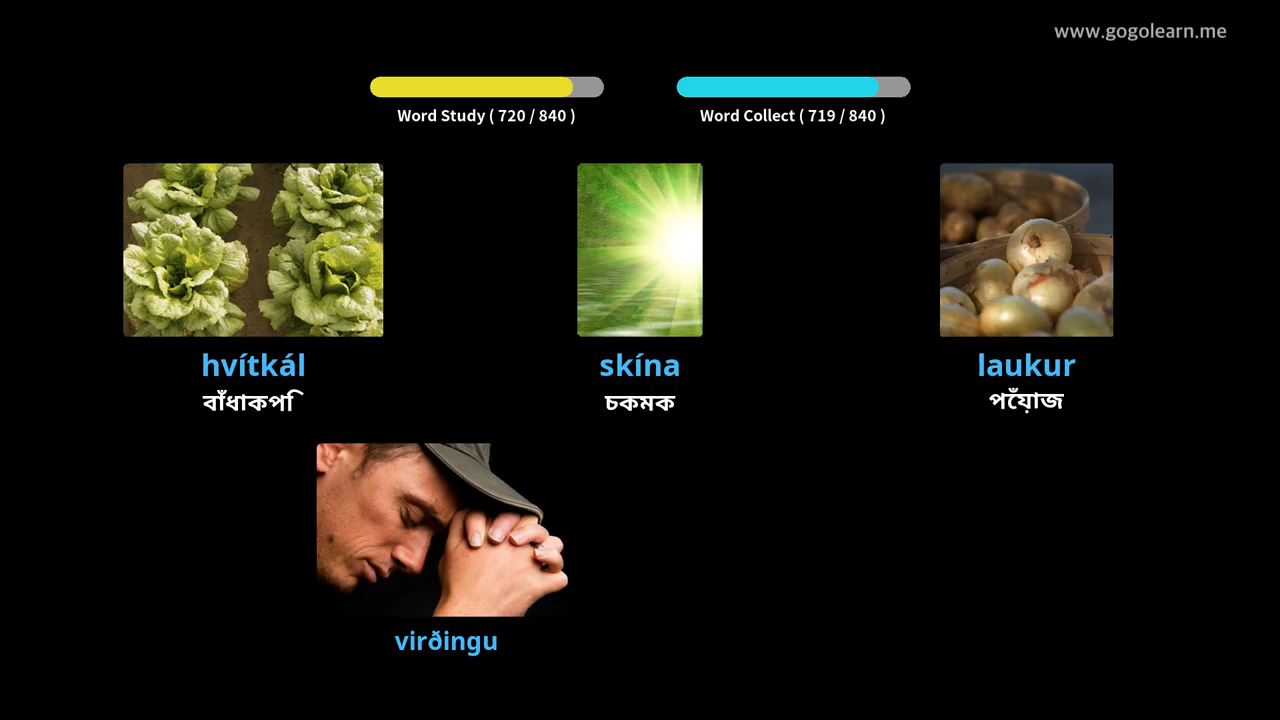 www.gogolearn.me
Word Study ( 720 / 840 )
Word Collect ( 719 / 840 )
hvítkál
skína
laukur
বাঁধাকপি
চকমক
পেঁয়াজ
virðingu